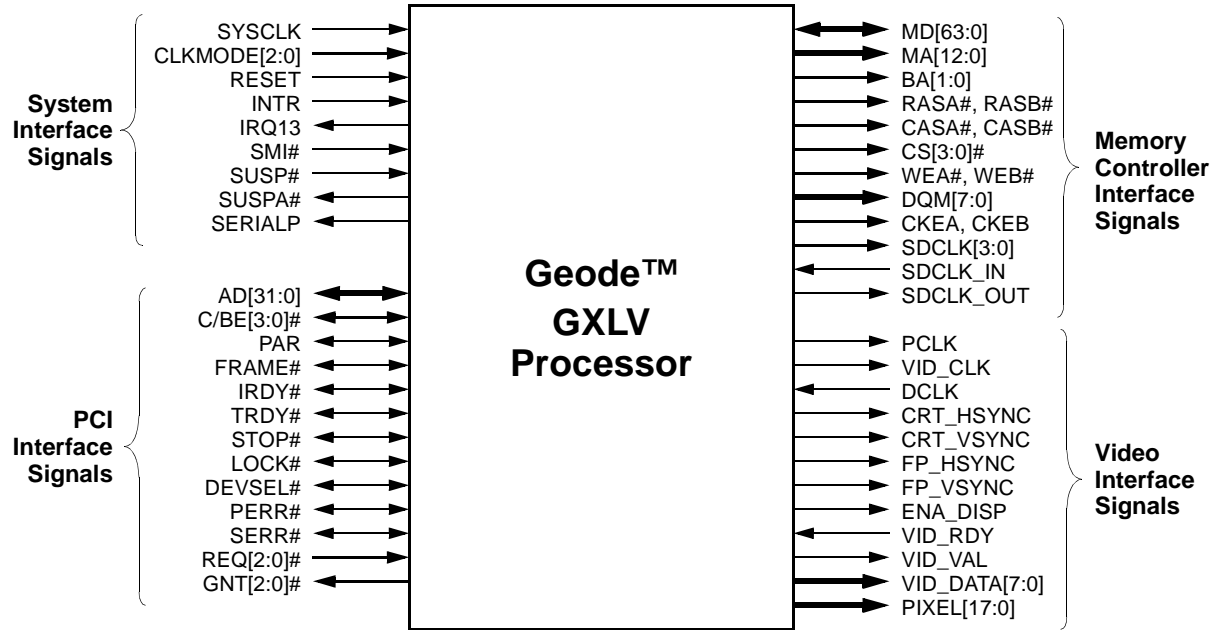 System
Interface
Signals
SYSCLK
CLKMODE[2:0]
RESET
INTR
IRQ13
SMI#
SUSP#
SUSPA#
SERIALP
PCI
Interface
Signals
AD[31:0]
C/BE[3:0]#
PAR
FRAME#
IRDY#
TRDY#
STOP#
LOCK#
DEVSEL#
PERR#
SERR#
REQ[2:0]#
GNT[2:0]#
Geode™
GXLV
Processor
MD[63:0]
MA[12:0]
BA[1:0]
RASA#, RASB#
CASA#, CASB#
CS[3:0]#
WEA#, WEB#
DQM[7:0]
CKEA, CKEB
SDCLK[3:0]
SDCLK_IN
SDCLK_OUT
Memory
Controller
Interface
Signals
PCLK
VID_CLK
DCLK
CRT_HSYNC
CRT_VSYNC
FP_HSYNC
FP_VSYNC
ENA_DISP
VID_RDY
VID_VAL
VID_DATA[7:0]
PIXEL[17:0]
Video
Interface
Signals